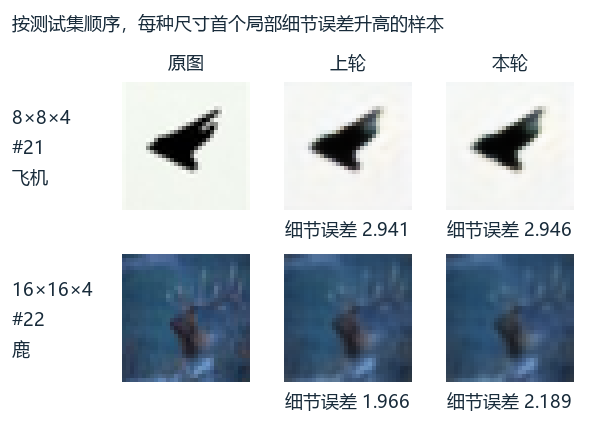 按测试集顺序，每种尺寸首个局部细节误差升高的样本
原图
上轮
本轮
8×8×4
#21
飞机
细节误差 2.941
细节误差 2.946
16×16×4
#22
鹿
细节误差 1.966
细节误差 2.189